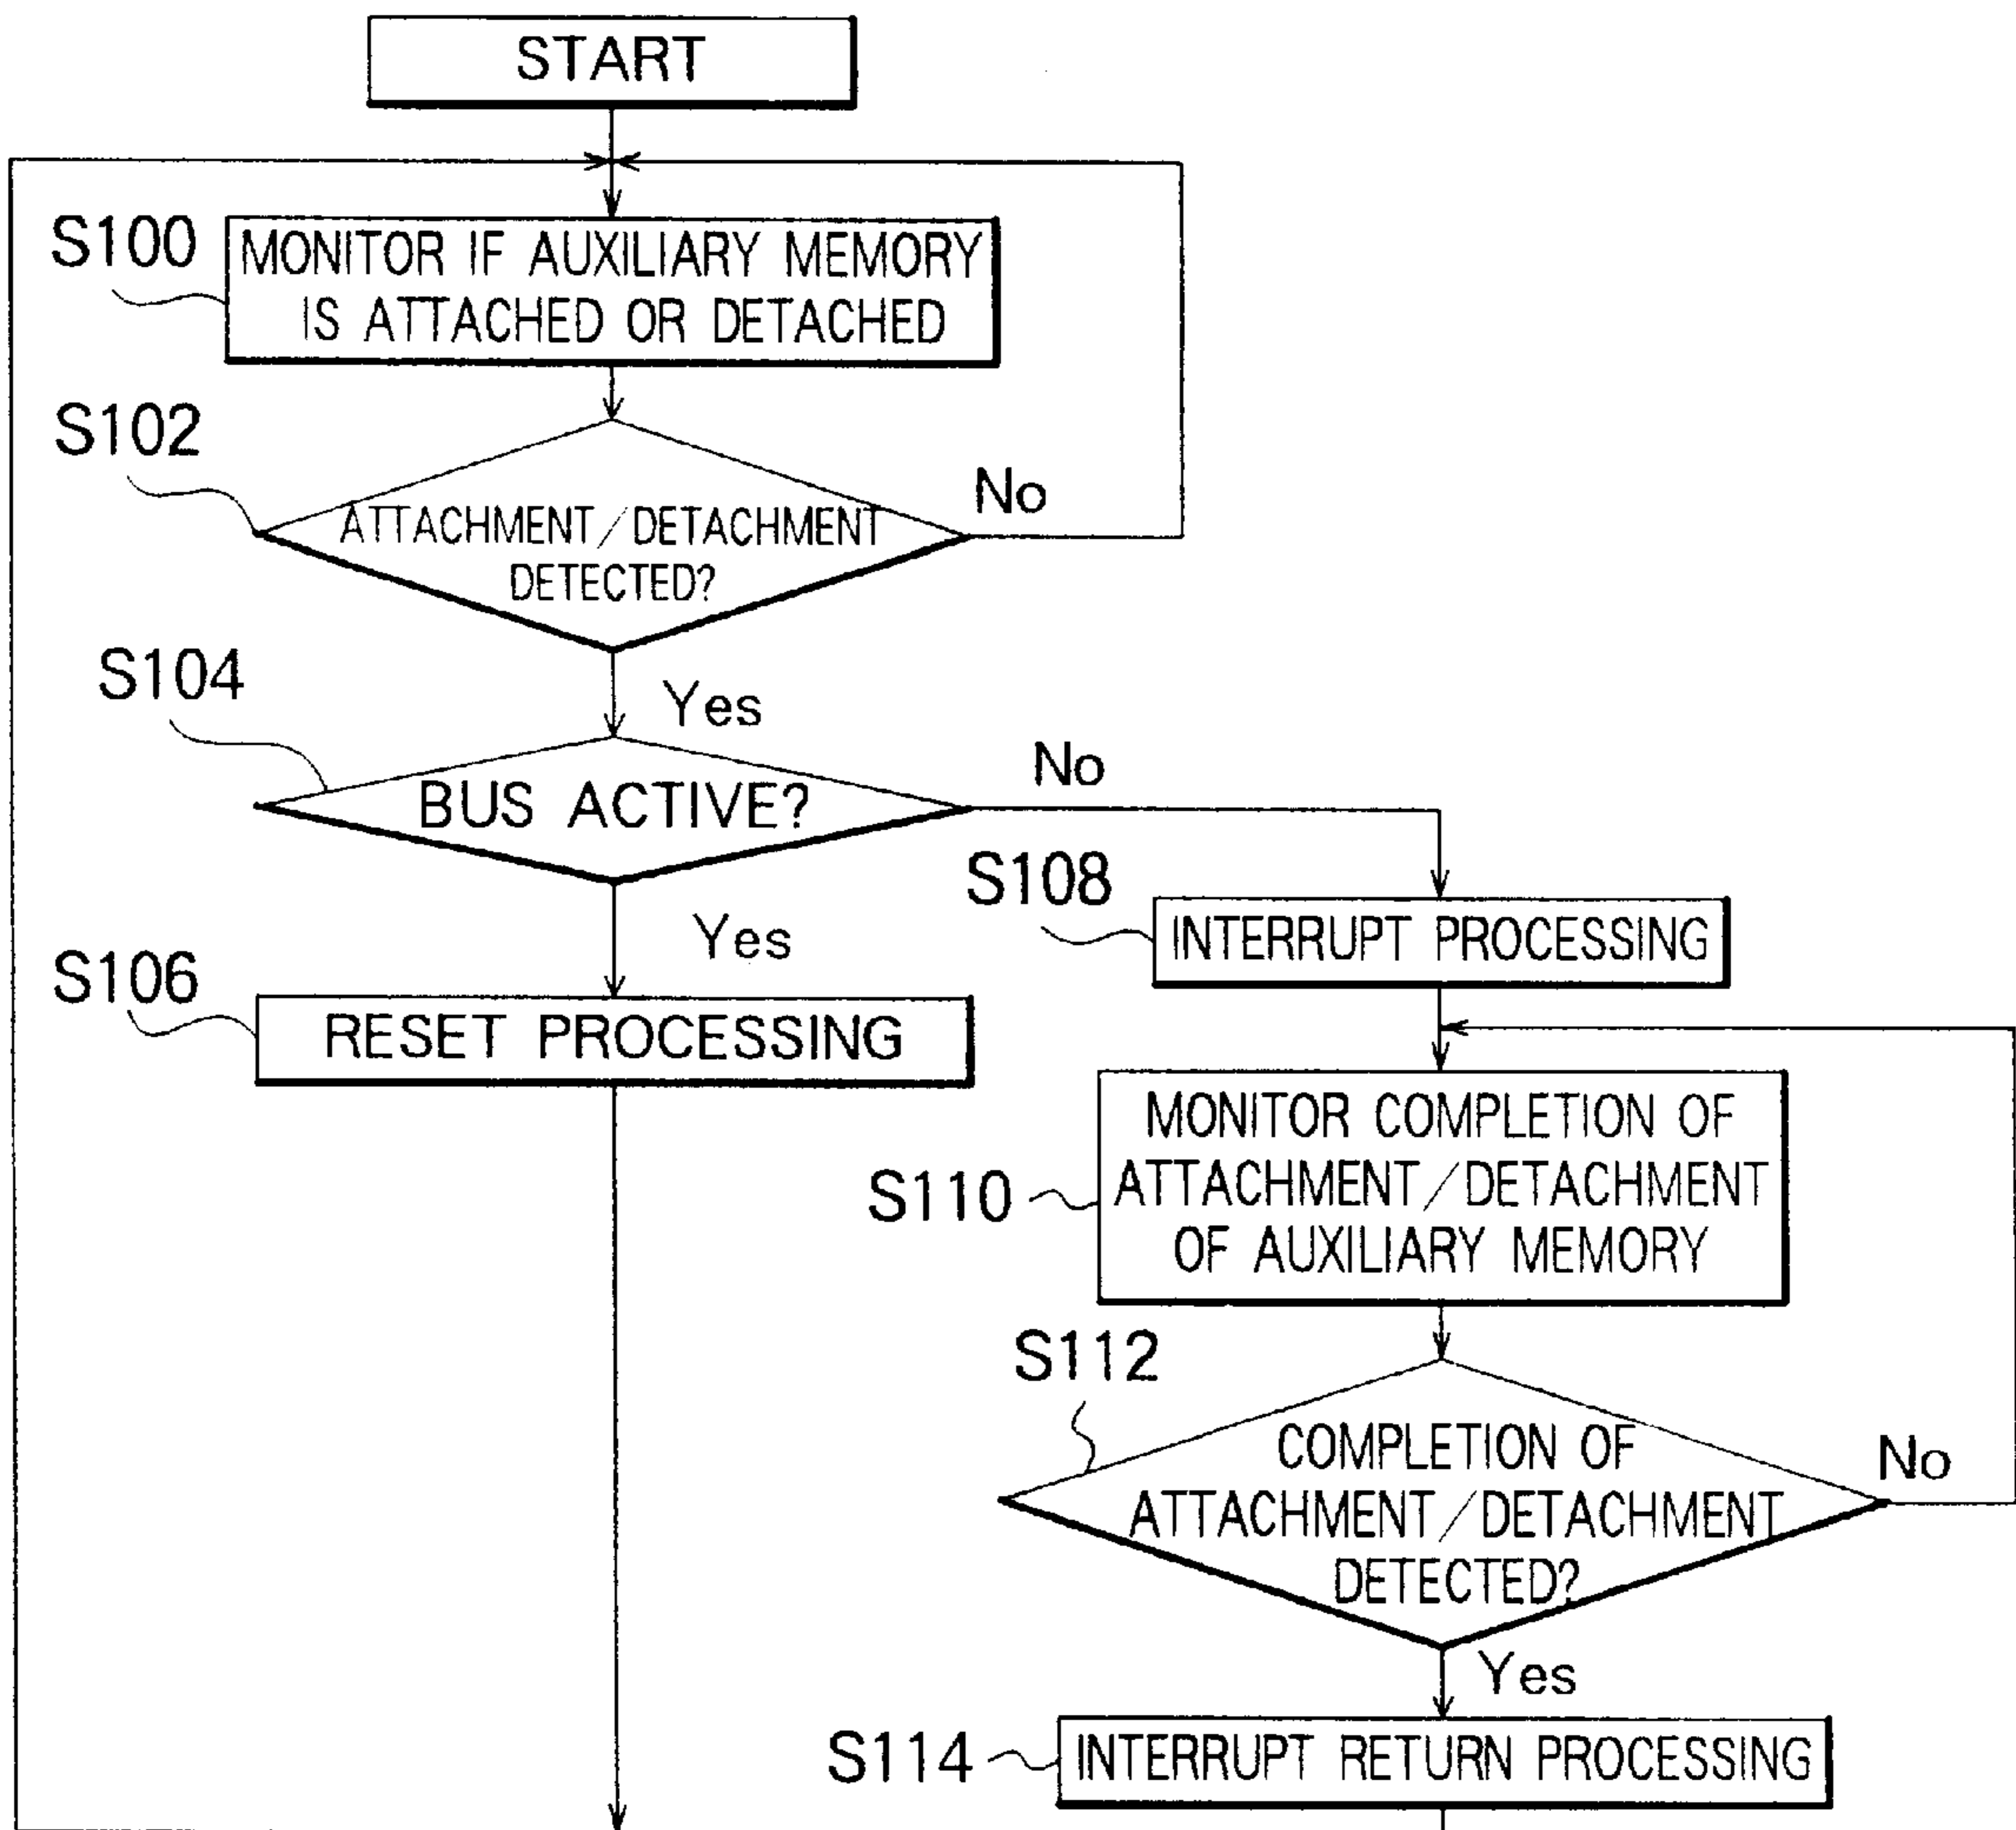 START
S100
MONITOR IF AUXILIARY MEMORY
IS ATTACHED OR DETACHED
S102
ATTACHMENT/DETACHMENT
DETECTED?
No
Yes
S104
BUS ACTIVE?
No
Yes
S106
RESET PROCESSING
S108
INTERRUPT PROCESSING
S110
MONITOR COMPLETION OF
ATTACHMENT/DETACHMENT
OF AUXILIARY MEMORY
S112
COMPLETION OF
ATTACHMENT/DETACHMENT
DETECTED?
No
Yes
S114
INTERRUPT RETURN PROCESSING